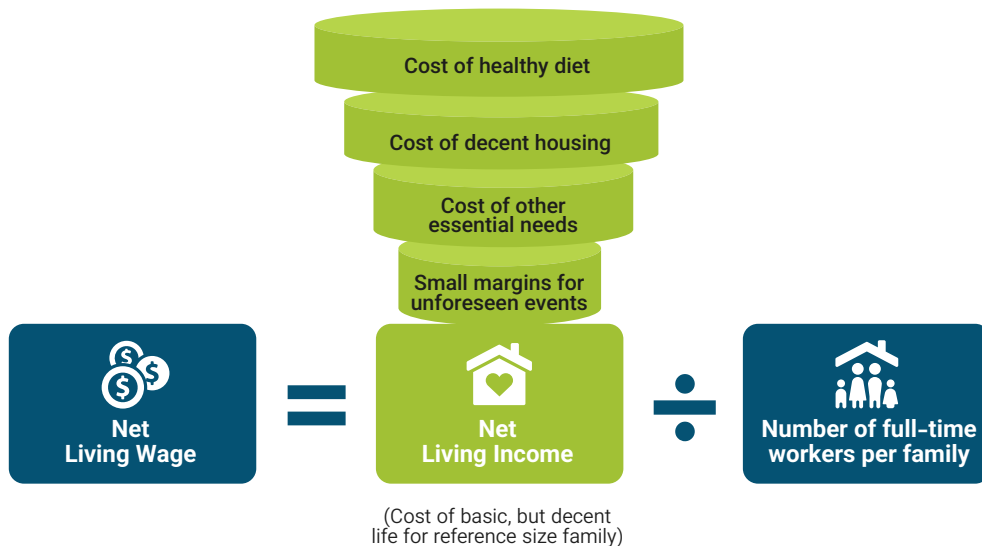 Cost of healthy diet
Cost of decent housing
Cost of other
essential needs
Small margins for
unforeseen events
$
$
$
Net
Living Wage
=
Net
Living Income
÷
Number of full-time
workers per family
(Cost of basic, but decent
life for reference size family)